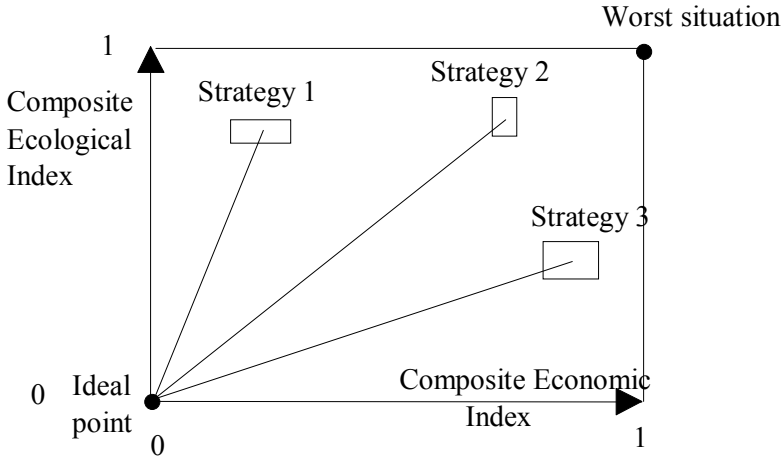 Worst situation
1
Strategy 2
Strategy 1
Composite
Ecological
Index
Strategy 3
0
Ideal
point
Composite Economic
Index
0
1